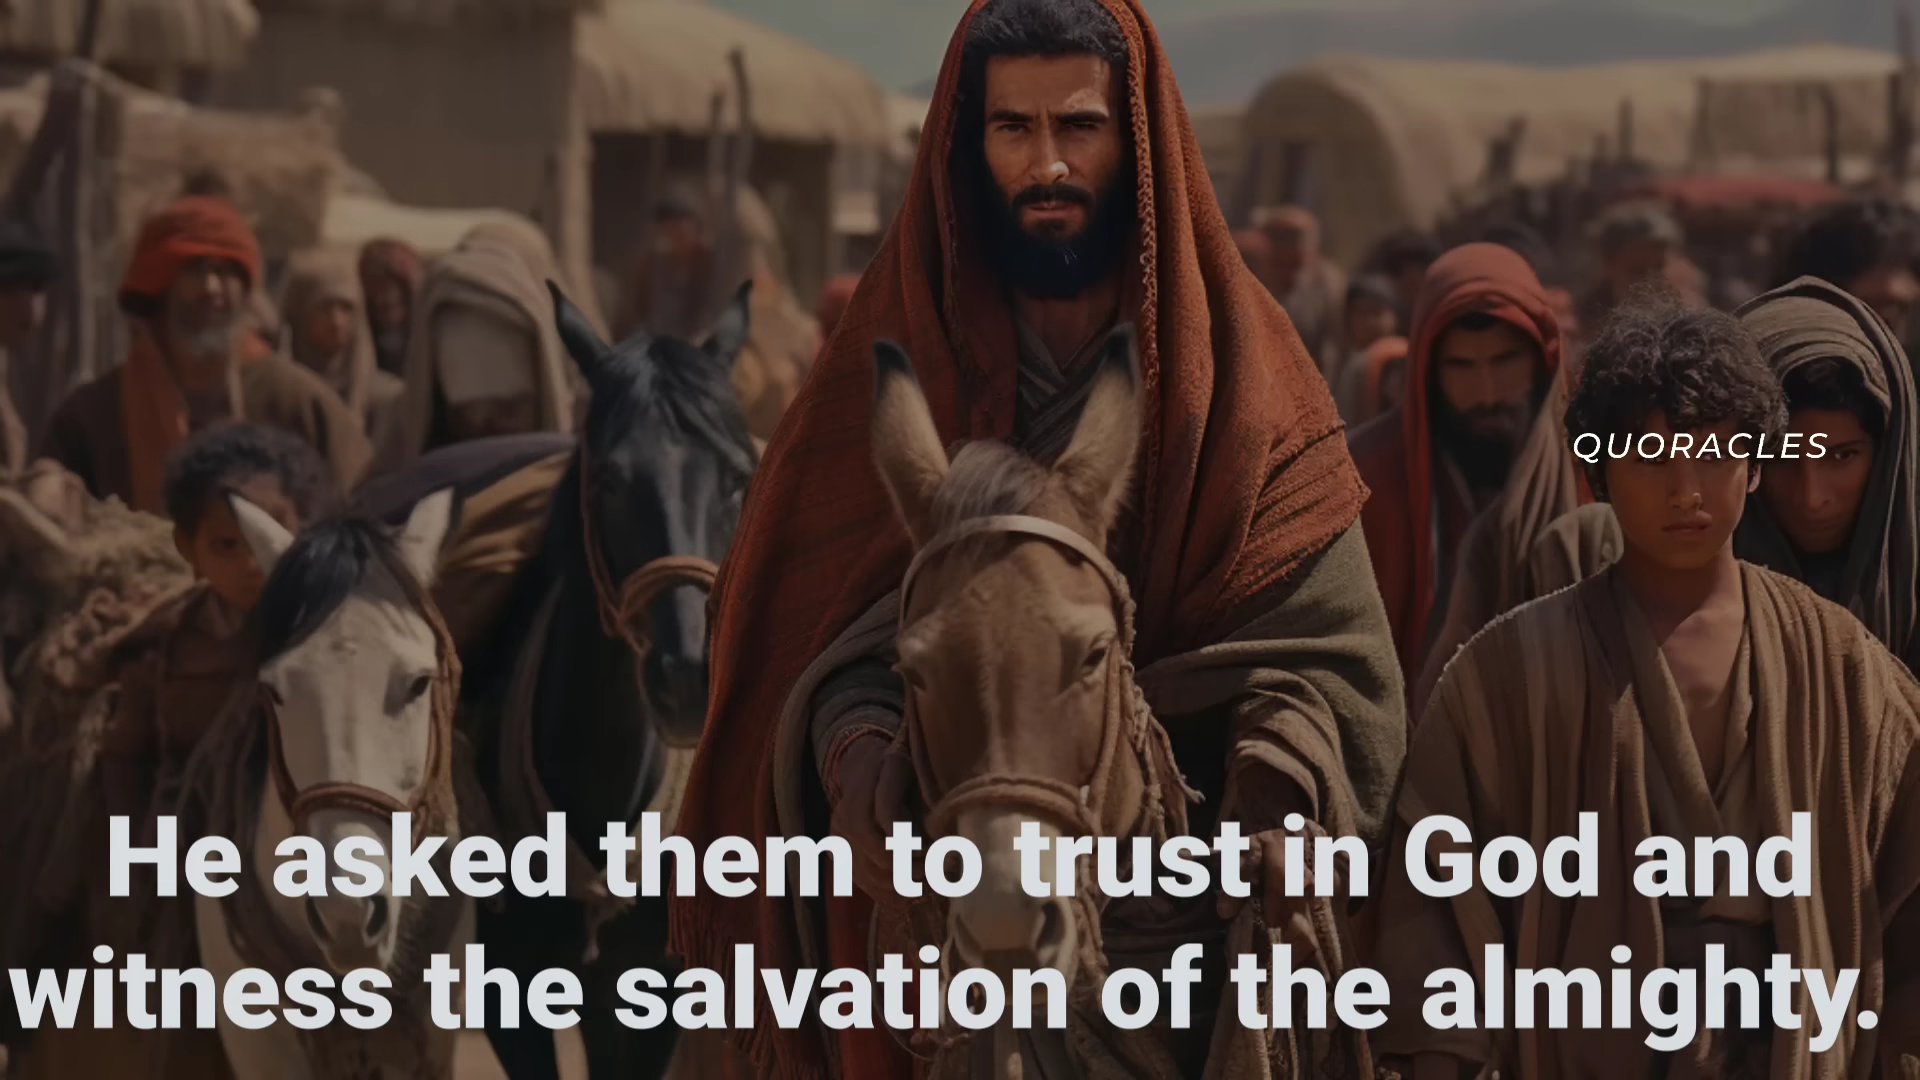 QUORACLES
He asked them to trust in God and
witness the salvation of the almighty.